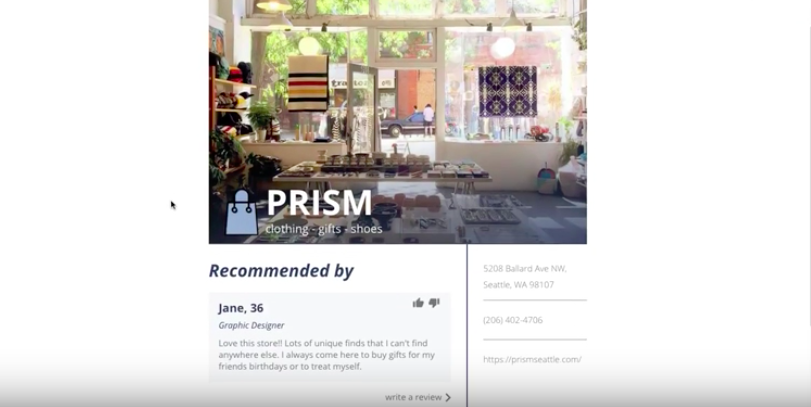 PRISM
clothing - gifts - shoes
Recommended by
Jane, 36
Graphic Designer
Love this store!! Lots of unique finds that I can't find
anywhere else. I always come here to buy gifts for my
friends birthdays or to treat myself.
write a review
5208 Ballard Ave NW,
Seattle, WA 98107
(206) 402-4706
https://prismseattle.com/